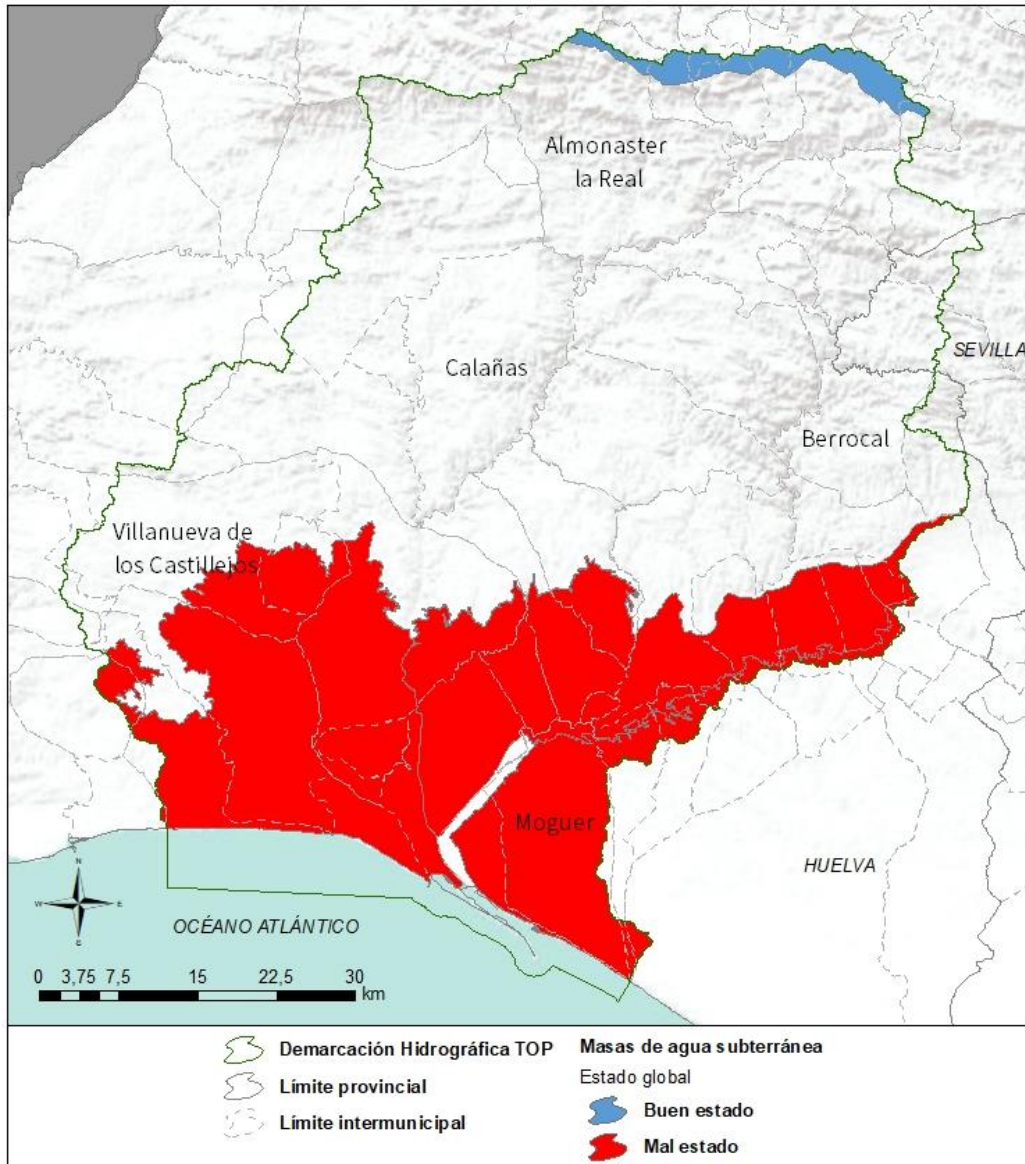 Almonaster
la Real
SEVILLA
Calañas
Berrocal
Villanueva de
los Castillejos
Moguer
HUELVA
N
W
E
OCÉANO ATLÁNTICO
0 3,75 7,5 15 22,5 30
km
Demarcación Hidrográfica TOP
Límite provincial
Límite intermunicipal
Masas de agua subterránea
Estado global
Buen estado
Mal estado